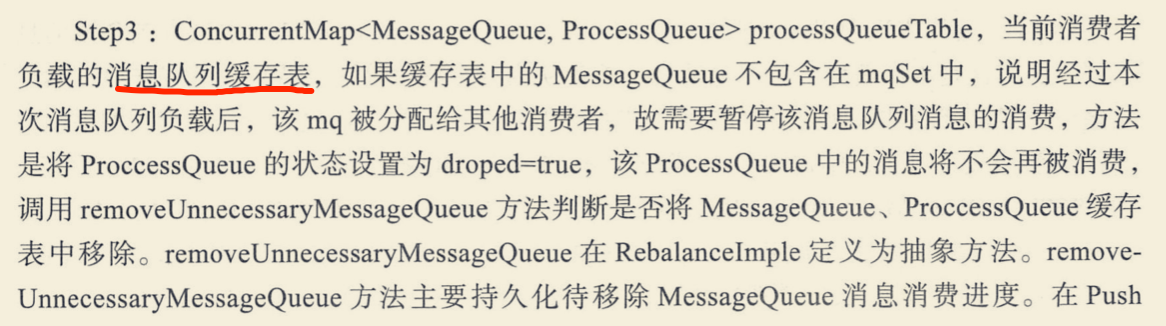 Step3：ConcurrentMap<MessageQueue, ProcessQueue> processQueueTable，当前消费者
负载的消息队列缓存表，如果缓存表中的 MessageQueue 不包含在 mqSet 中，说明经过本
次消息队列负载后，该 mq 被分配给其他消费者，故需要暂停该消息队列消息的消费，方法
是将 ProccessQueue 的状态设置为 droped=true，该 ProcessQueue 中的消息将不会再被消费，
调用 removeUnnecessaryMessageQueue 方法判断是否将 MessageQueue、ProccessQueue 缓存
表中移除。removeUnnecessaryMessageQueue 在 RebalanceImple 定义为抽象方法。remove-
UnnecessaryMessageQueue 方法主要持久化待移除 MessageQueue 消息消费进度。在 Push